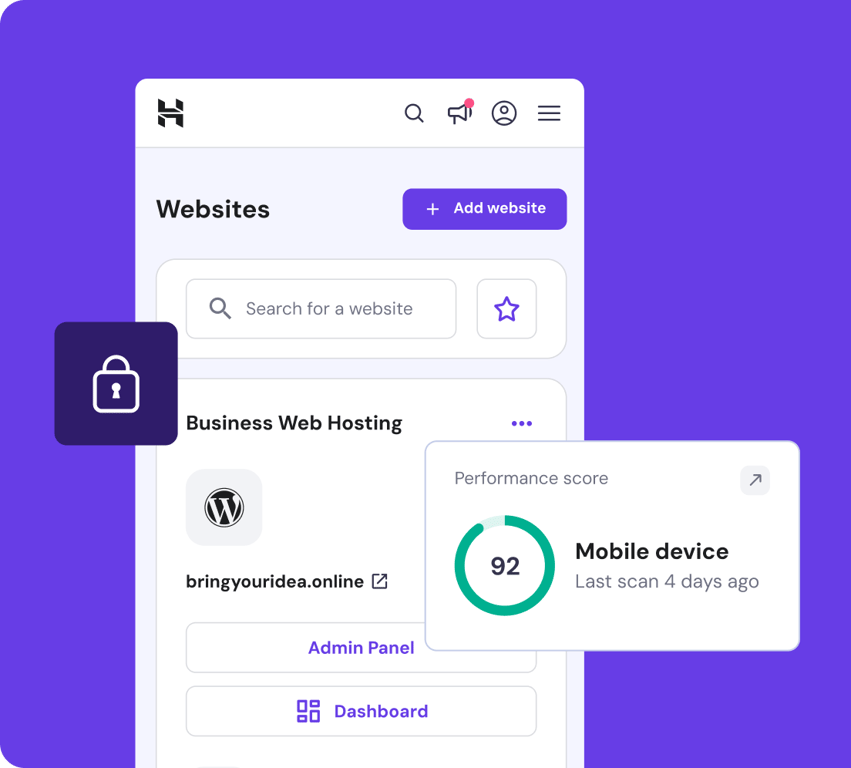 Websites
+ Add website
Search for a website
Business Web Hosting
Performance score
92
Mobile device
Last scan 4 days ago
bringyouridea.online
Admin Panel
Dashboard